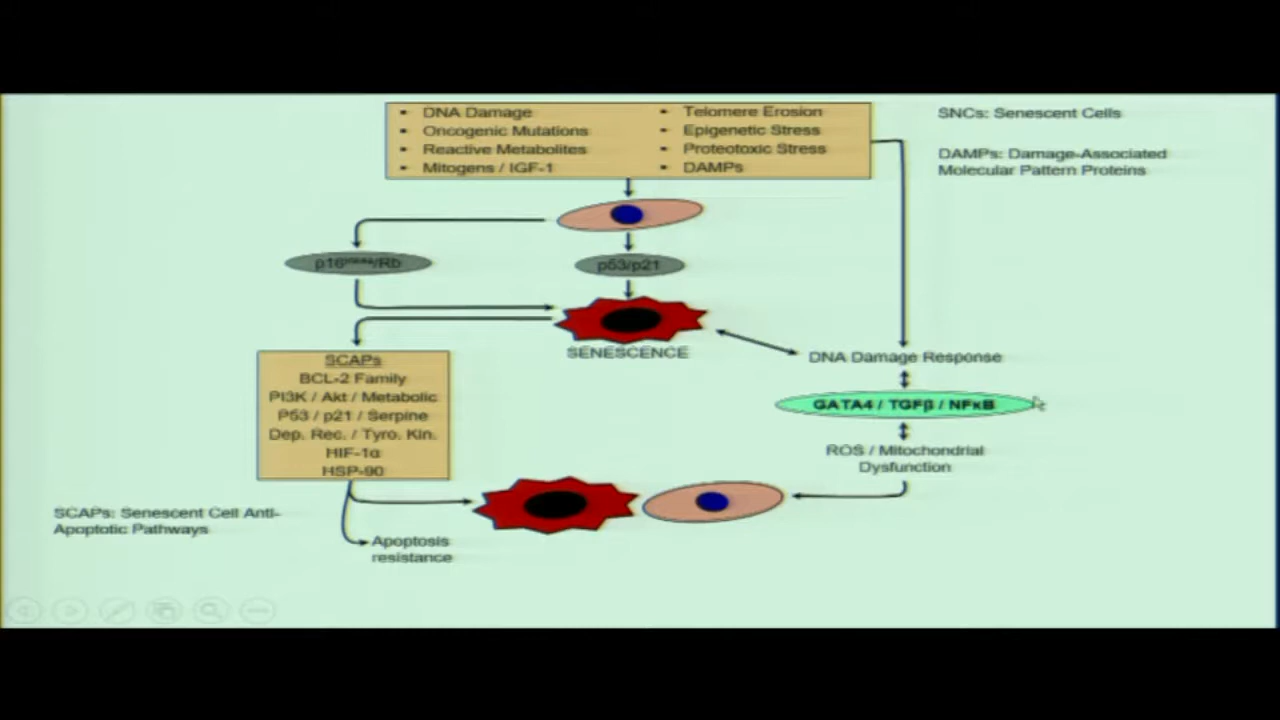 • DNA Damage
• Oncogenic Mutations
• Reactive Metabolites
• Mitogens / IGF-1
• Telomere Erosion
• Epigenetic Stress
• Proteotoxic Stress
• DAMPs
SNCs: Senescent Cells
DAMPs: Damage-Associated
Molecular Pattern Proteins
p53/p21
SENESCENCE
DNA Damage Response
GATA4 / TGFβ / NFκB
ROS / Mitochondrial
Dysfunction
SCAPs
BCL-2 Family
PI3K / Akt / Metabolic
P53 / p21 / Serpine
Dep. Rec. / Tyro. Kin.
HIF-1α
HSP-90
SCAPs: Senescent Cell Anti-
Apoptotic Pathways
Apoptosis
resistance